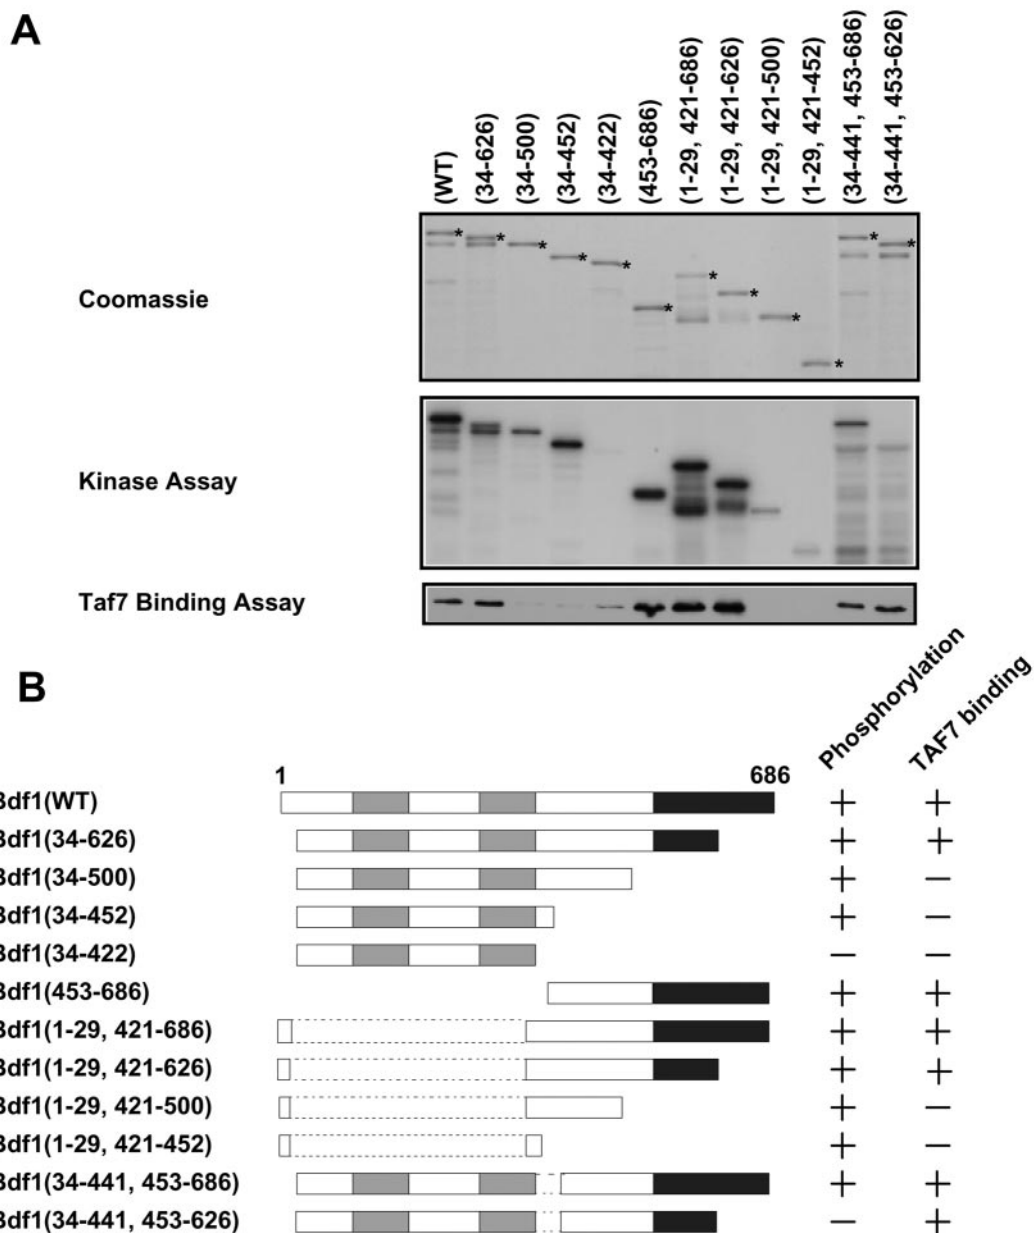 A
(WT)
(34-626)
(34-500)
(34-452)
(34-422)
(453-686)
(1-29, 421-686)
(1-29, 421-626)
(1-29, 421-500)
(1-29, 421-452)
(34-441, 453-686)
(34-441, 453-626)
Coomassie
* * * * * * * * * * * *
Kinase Assay
Taf7 Binding Assay
B
Phosphorylation
TAF7 binding
1 686
Bdf1(WT) + +
Bdf1(34-626) + +
Bdf1(34-500) + −
Bdf1(34-452) + −
Bdf1(34-422) − −
Bdf1(453-686) + +
Bdf1(1-29, 421-686) + +
Bdf1(1-29, 421-626) + +
Bdf1(1-29, 421-500) + −
Bdf1(1-29, 421-452) + −
Bdf1(34-441, 453-686) + +
Bdf1(34-441, 453-626) − +